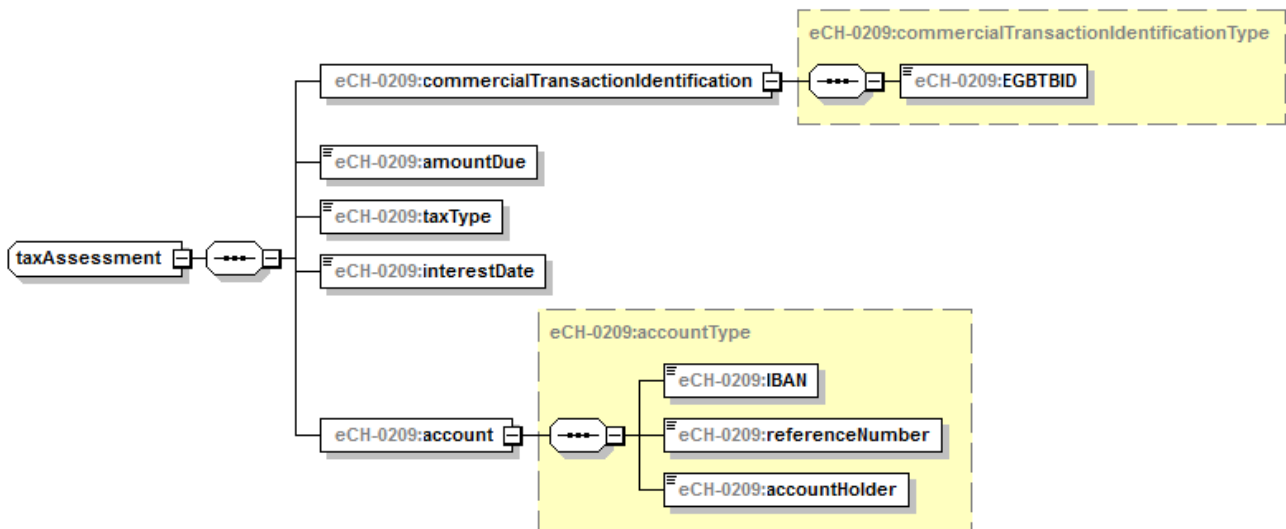 eCH-0209:commercialTransactionIdentificationType
eCH-0209:commercialTransactionIdentification
eCH-0209:EGBTBID
eCH-0209:amountDue
eCH-0209:taxType
taxAssessment
eCH-0209:interestDate
eCH-0209:accountType
eCH-0209:IBAN
eCH-0209:account
eCH-0209:referenceNumber
eCH-0209:accountHolder